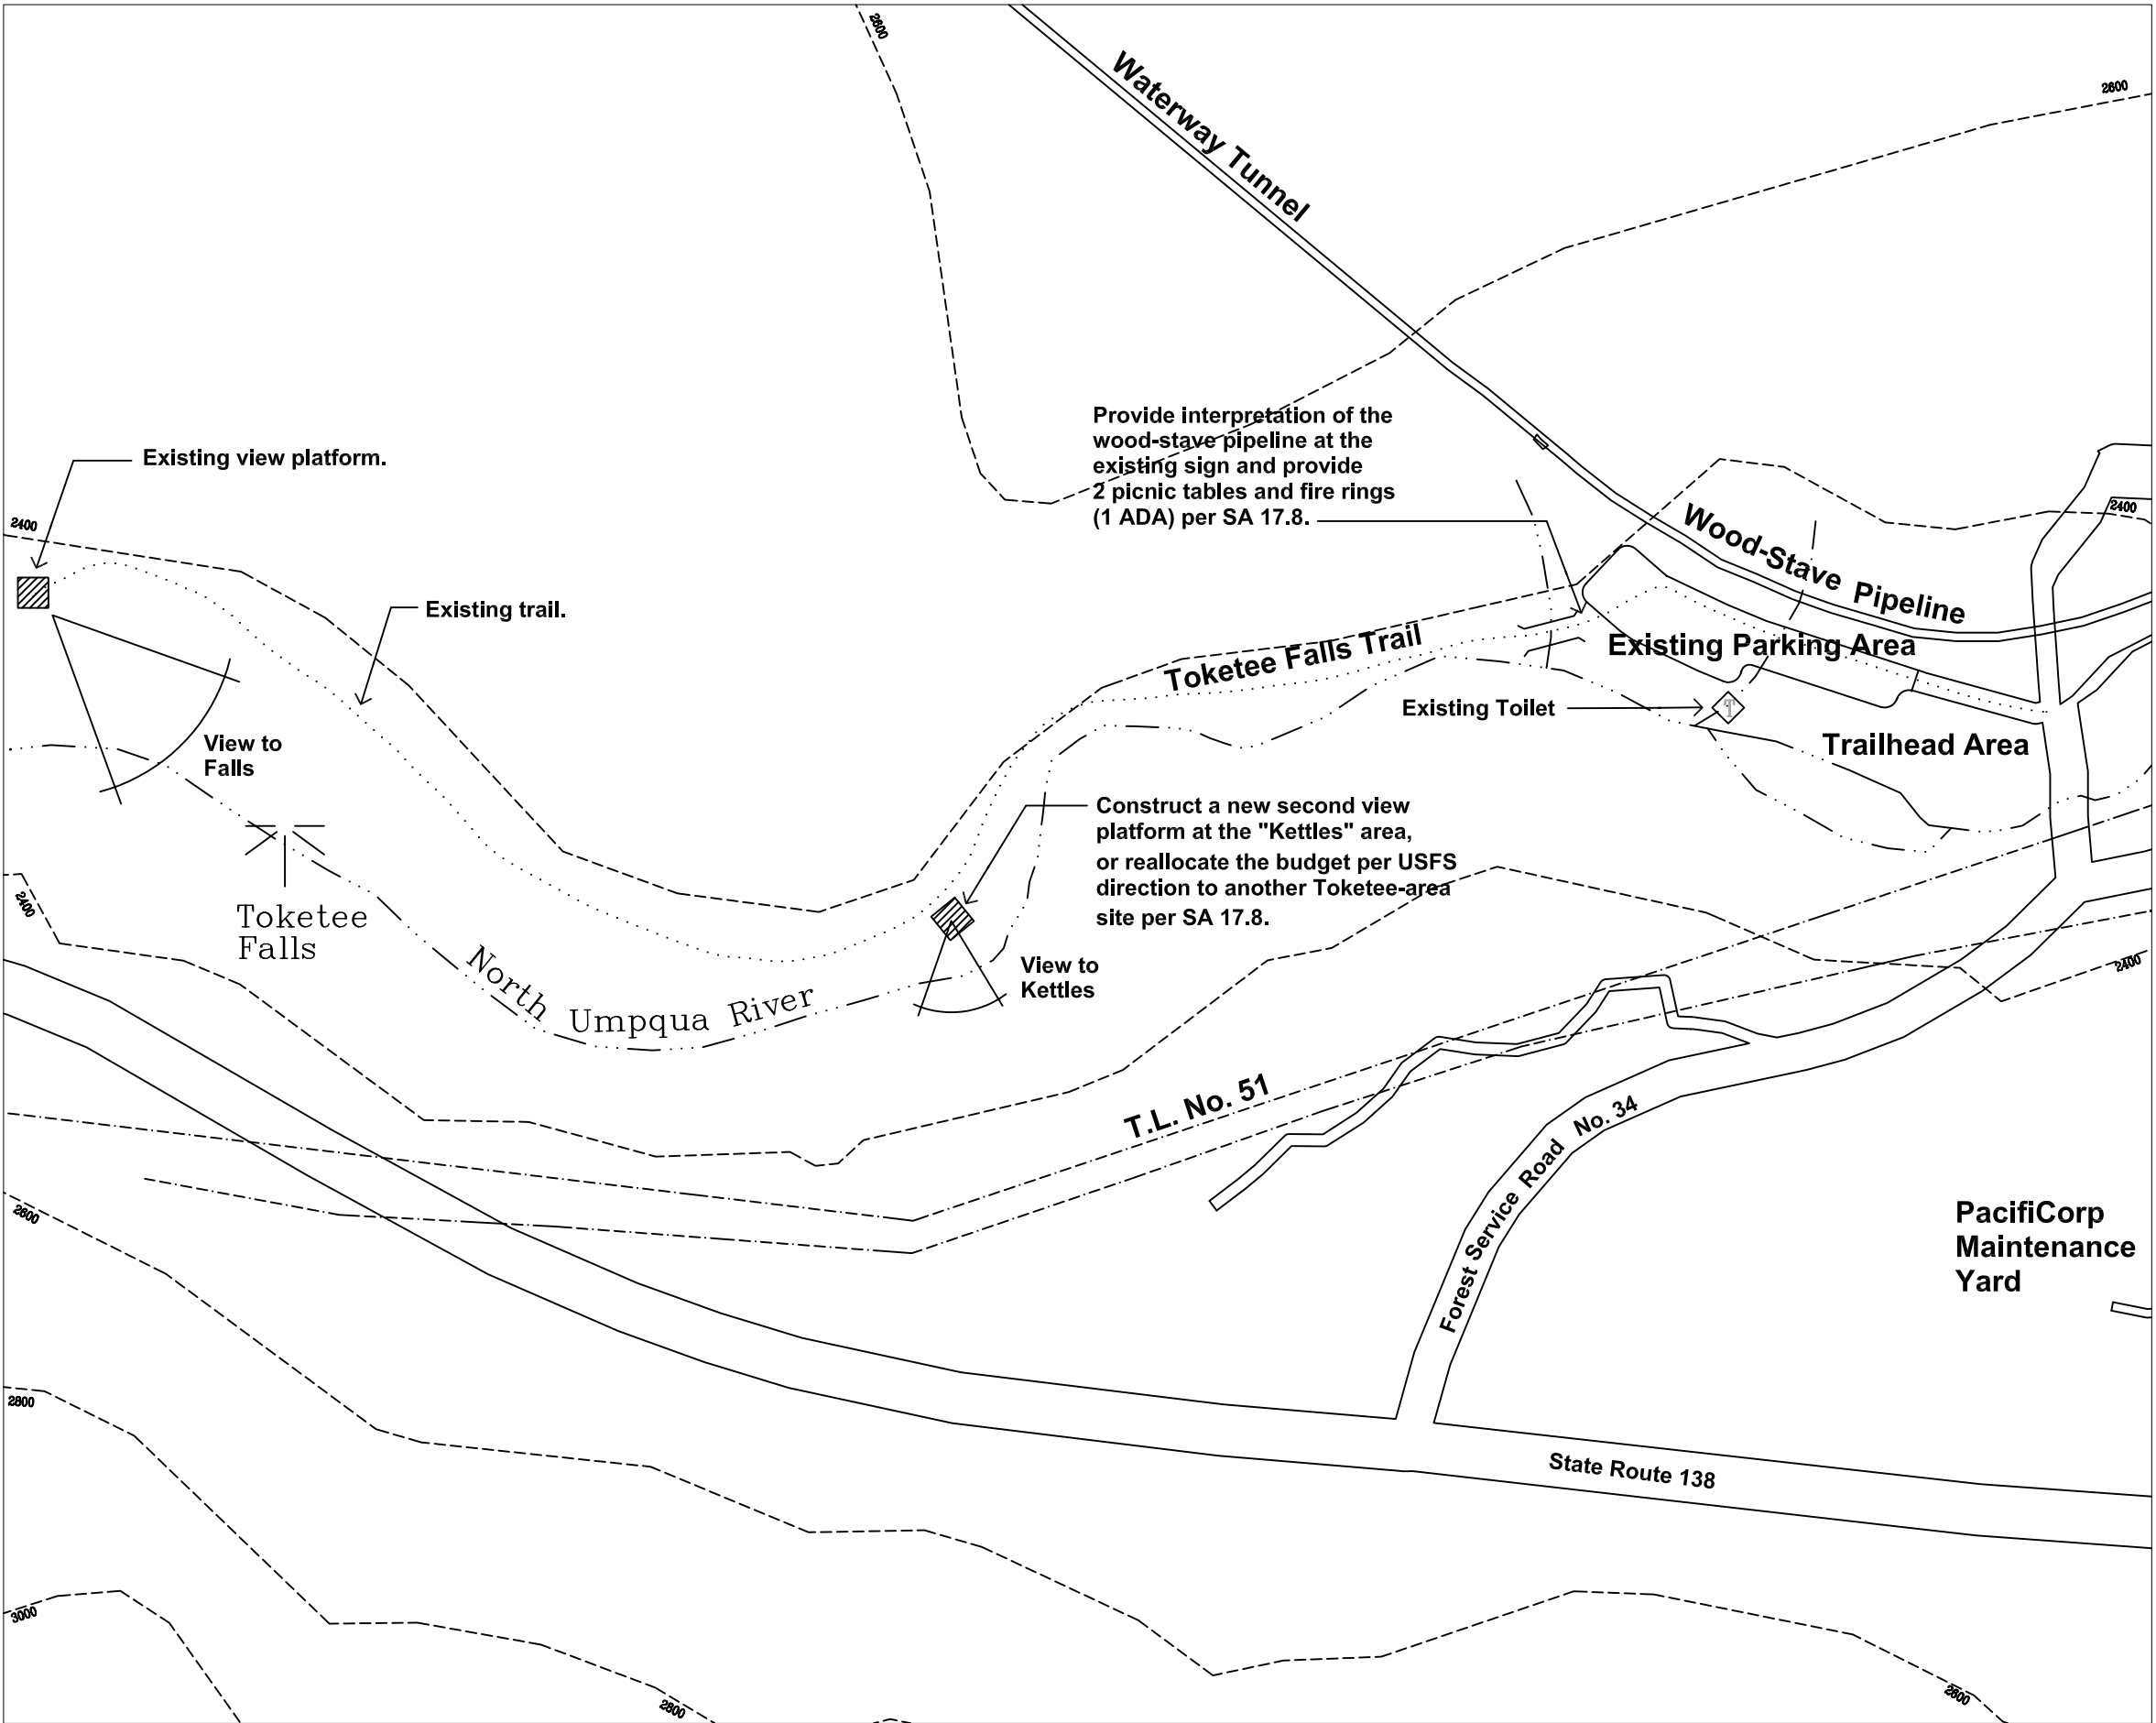 2600
2600
Waterway Tunnel
Provide interpretation of the
wood-stave pipeline at the
existing sign and provide
2 picnic tables and fire rings
(1 ADA) per SA 17.8.
Existing view platform.
2400
2400
Wood-Stave Pipeline
Existing trail.
Toketee Falls Trail
Existing Parking Area
Existing Toilet
T
Trailhead Area
View to
Falls
Construct a new second view
platform at the "Kettles" area,
or reallocate the budget per USFS
direction to another Toketee-area
site per SA 17.8.
2400
Toketee
Falls
North Umpqua River
View to
Kettles
2400
T.L. No. 51
Forest Service Road No. 34
2600
PacifiCorp
Maintenance
Yard
2800
State Route 138
3000
2800
2600